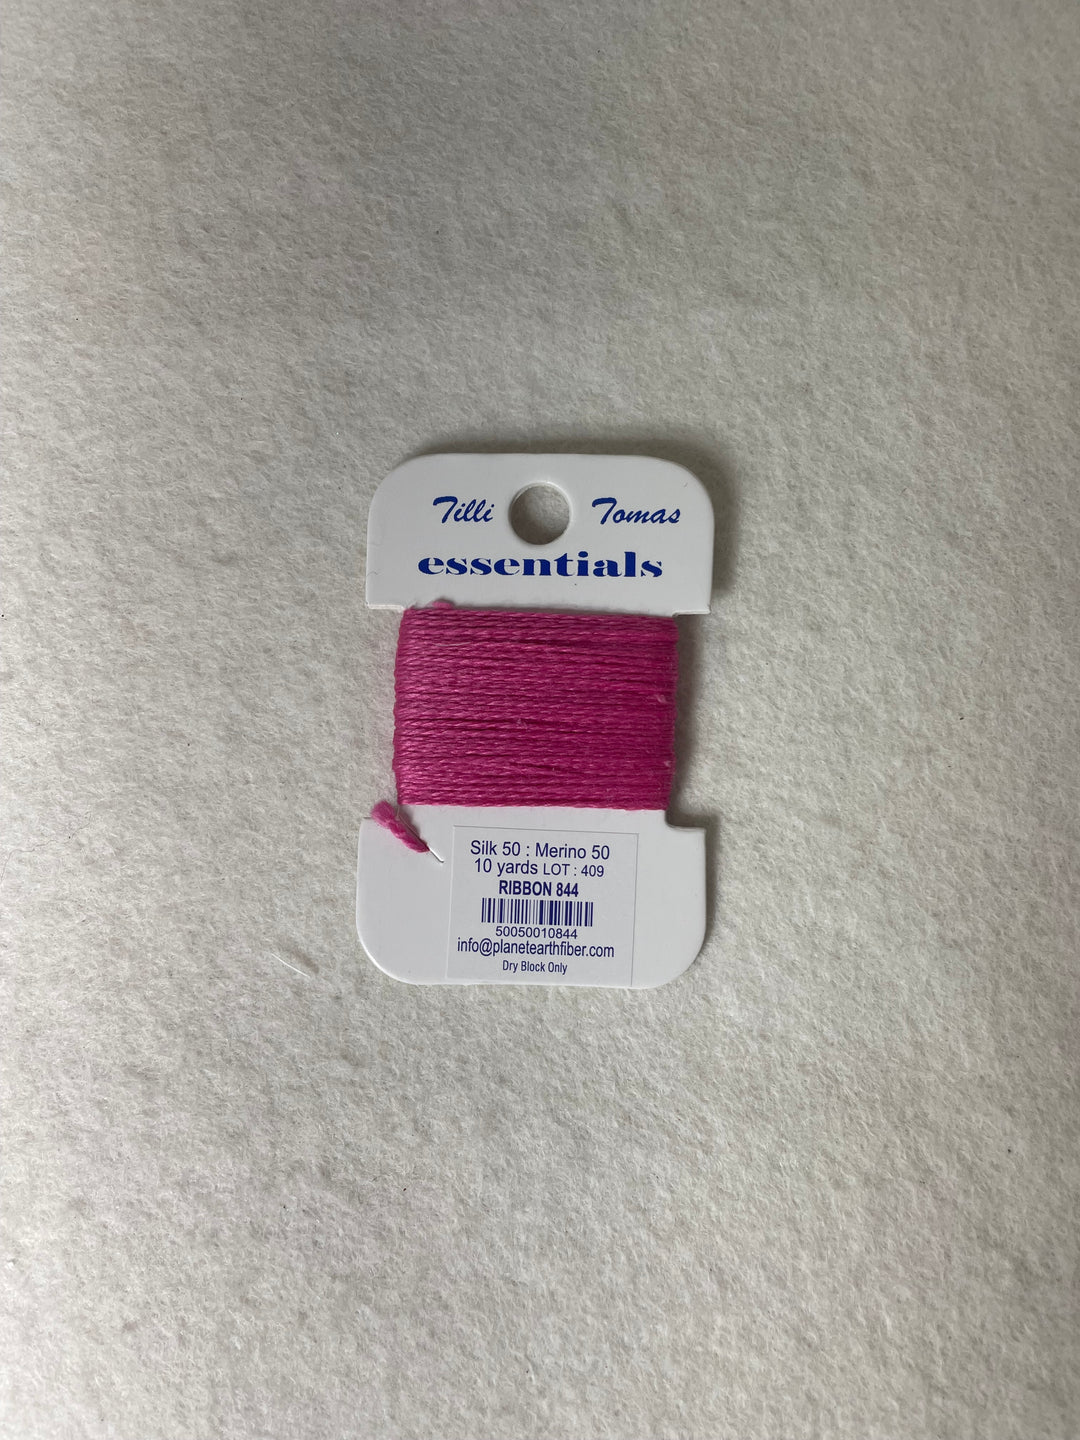 Tilli Tomas
essentials
Silk 50 : Merino 50
10 yards LOT : 409
RIBBON 844
50050010844
info@planetearthfiber.com
Dry Block Only